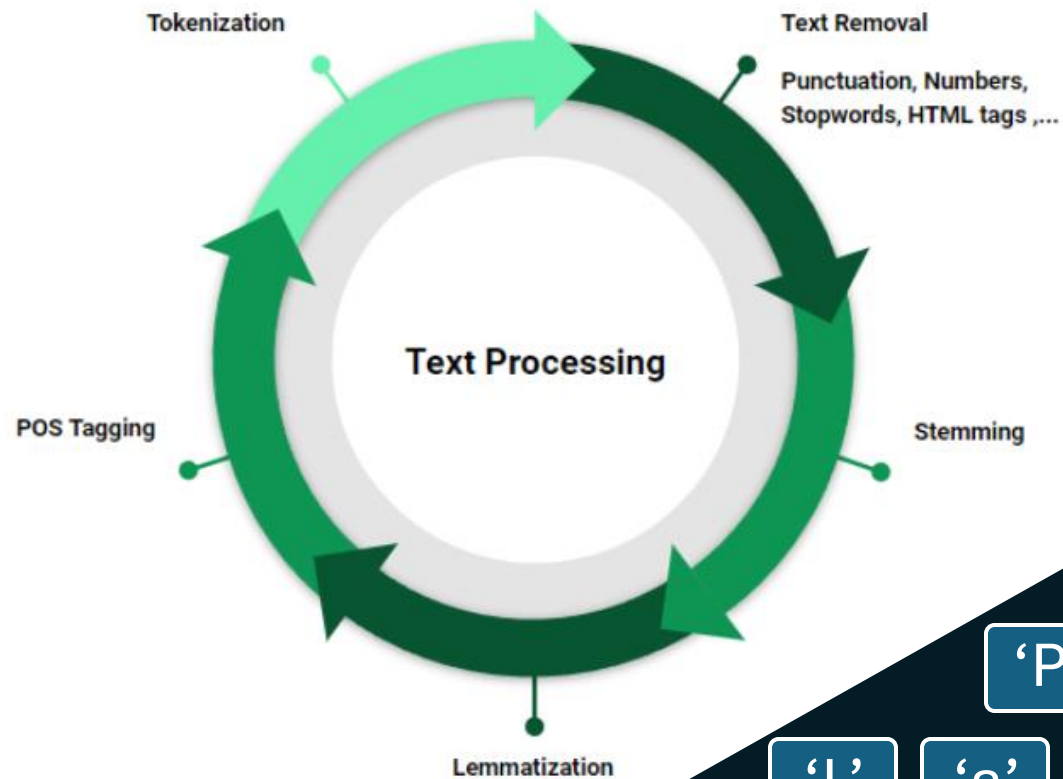 Tokenization
Text Removal
Punctuation, Numbers,
Stopwords, HTML tags ,...
Text Processing
POS Tagging
Stemming
Lemmatization
‘P